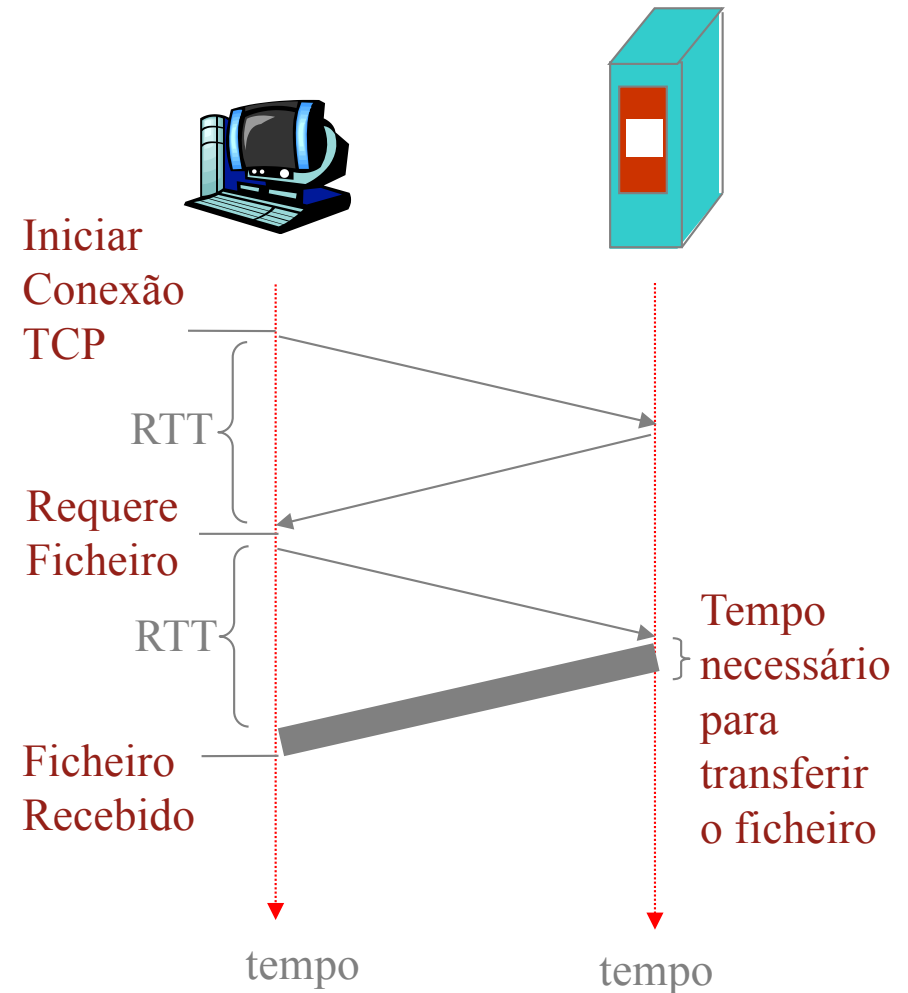 Iniciar
Conexão
TCP
RTT
Requere
Ficheiro
RTT
Tempo
necessário
para
transferir
o ficheiro
Ficheiro
Recebido
tempo
tempo